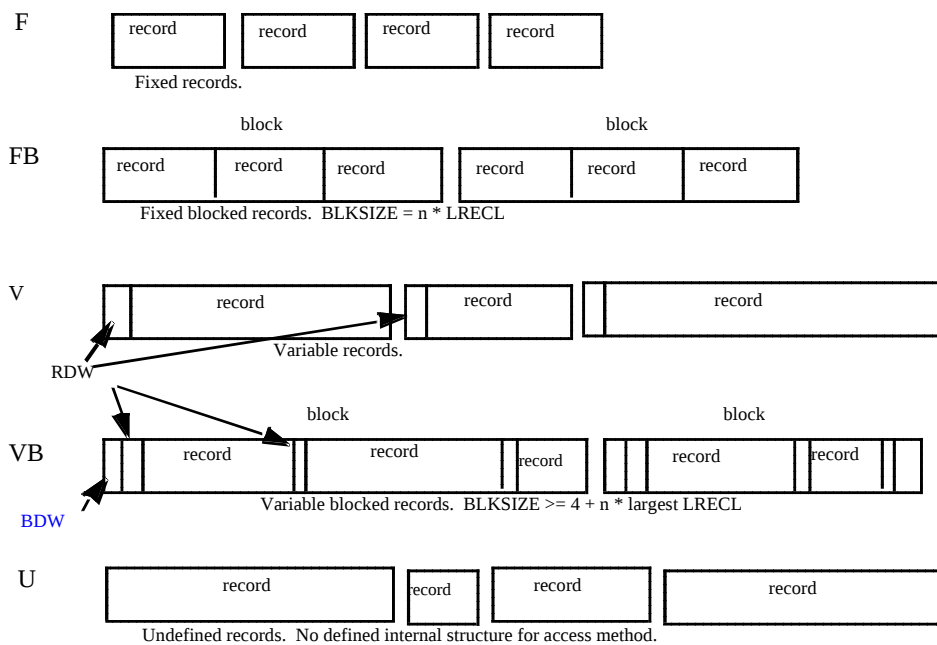 F
record record record record
Fixed records.
block block
FB
record record record record record record
Fixed blocked records. BLKSIZE = n * LRECL
V
record record record
Variable records.
RDW
block block
VB
record record record record record
Variable blocked records. BLKSIZE >= 4 + n * largest LRECL
BDW
U
record record record record
Undefined records. No defined internal structure for access method.